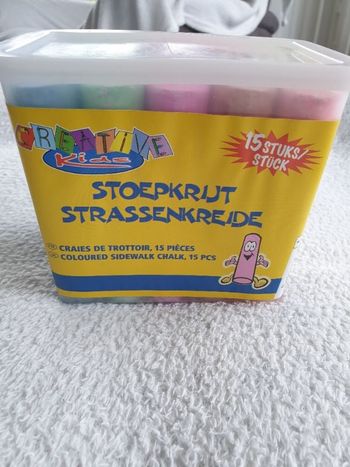 CREATIVE
Kids
15 STUKS/
STÜCK
STOEPKRIJT
STRASSENKREIDE
CRAIES DE TROTTOIR, 15 PIÈCES
COLOURED SIDEWALK CHALK, 15 PCS